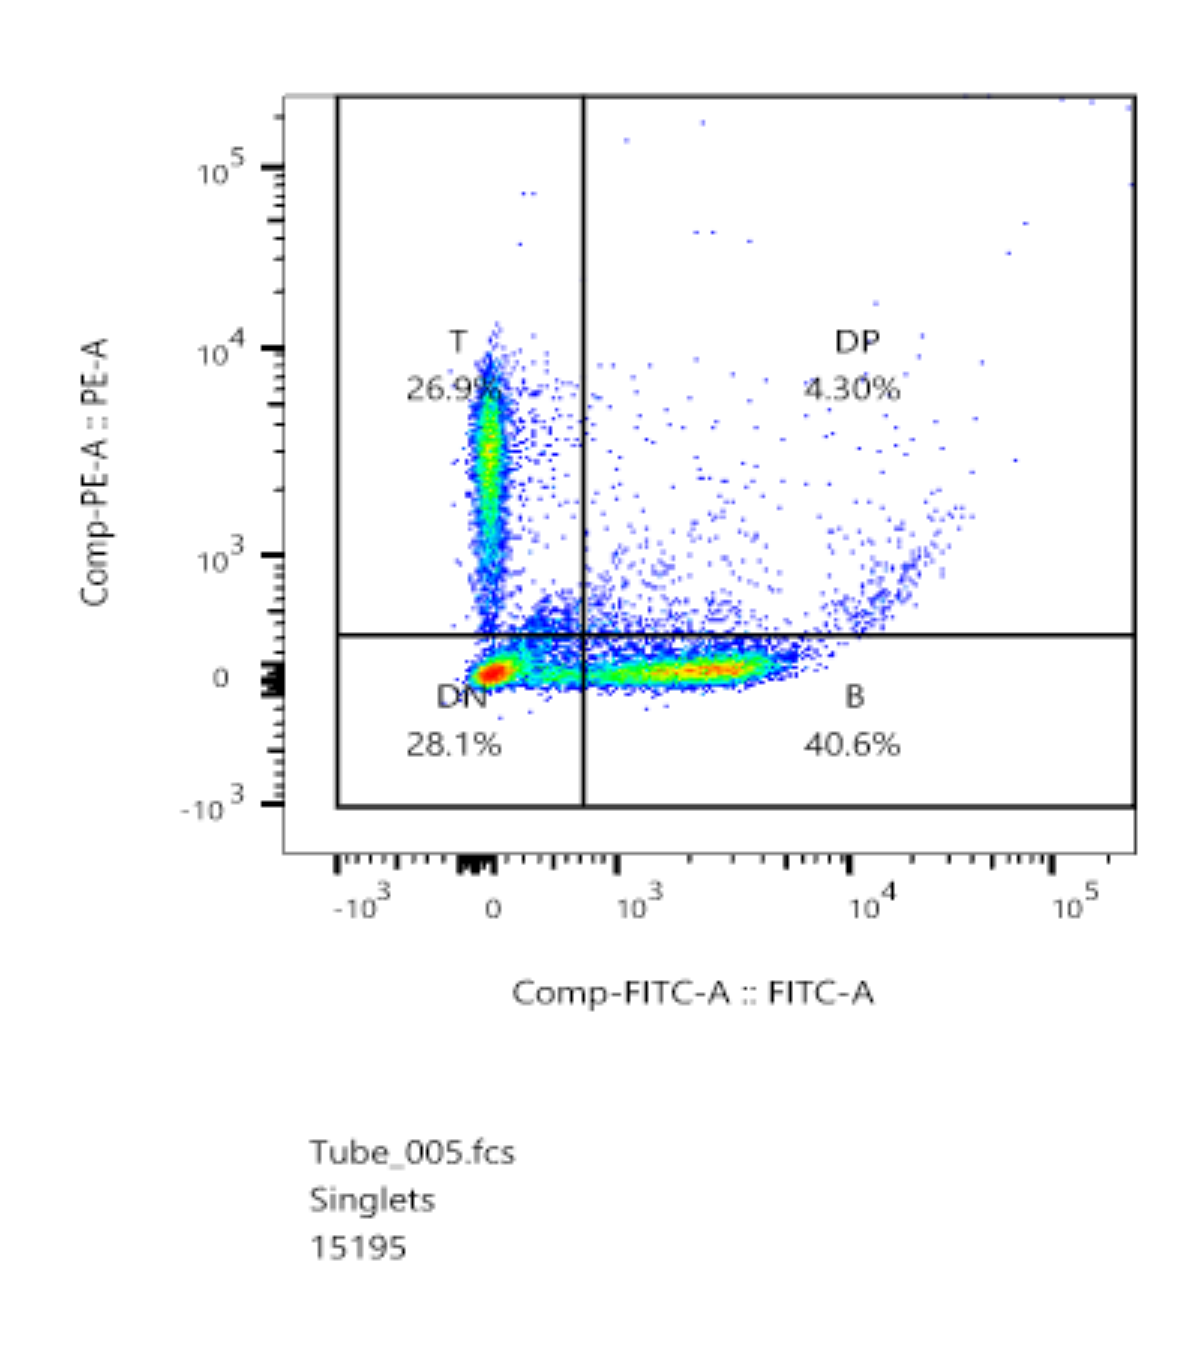 10^5
10^4
10^3
0
-10^3
Comp-PE-A :: PE-A
T
26.9%
DP
4.30%
DN
28.1%
B
40.6%
-10^3
0
10^3
10^4
10^5
Comp-FITC-A :: FITC-A
Tube_005.fcs
Singlets
15195